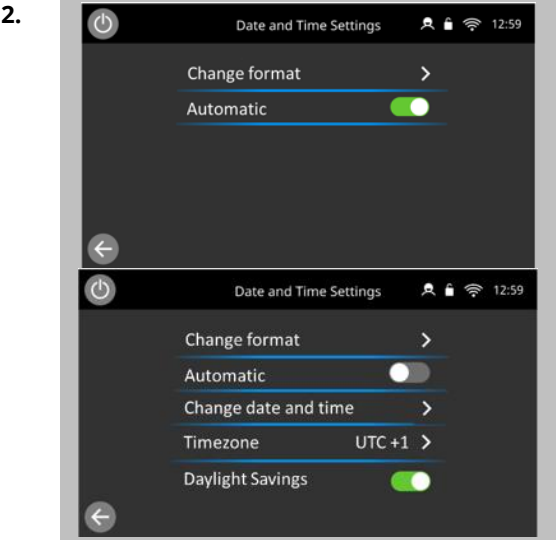 2.
Date and Time Settings 12:59
Change format
Automatic
Date and Time Settings 12:59
Change format
Automatic
Change date and time
Timezone UTC +1
Daylight Savings